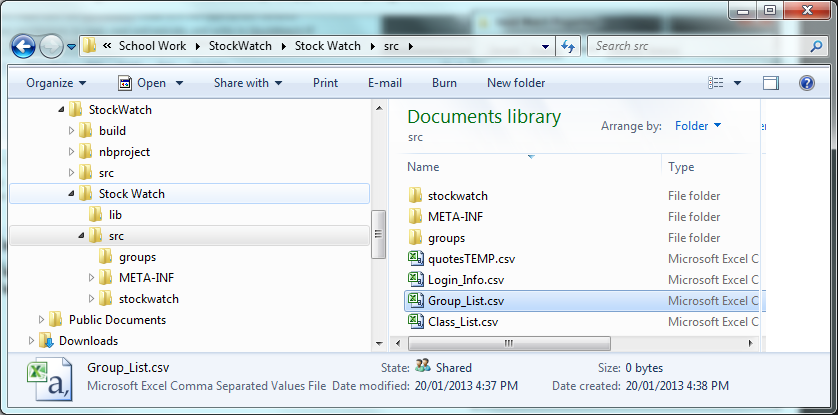 « School Work ▸ StockWatch ▸ Stock Watch ▸ src ▸
Search src
Organize Open Share with Print E-mail Burn New folder
StockWatch
build
nbproject
src
Stock Watch
lib
src
groups
META-INF
stockwatch
Public Documents
Downloads
Documents library
src
Arrange by: Folder
Name Type
stockwatch File folder
META-INF File folder
groups File folder
quotesTEMP.csv Microsoft Excel C
Login_Info.csv Microsoft Excel C
Group_List.csv Microsoft Excel C
Class_List.csv Microsoft Excel C
Group_List.csv State: Shared Size: 0 bytes
Microsoft Excel Comma Separated Values File Date modified: 20/01/2013 4:37 PM Date created: 20/01/2013 4:38 PM